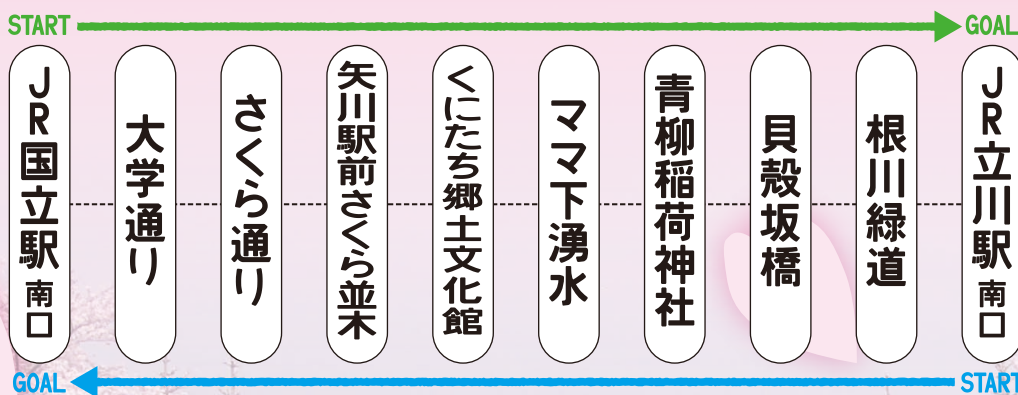 START
GOAL
JR国立駅 南口
大学通り
さくら通り
矢川駅前さくら並木
くにたち郷土文化館
ママ下湧水
青柳稲荷神社
貝殻坂橋
根川緑道
JR立川駅 南口
GOAL
START